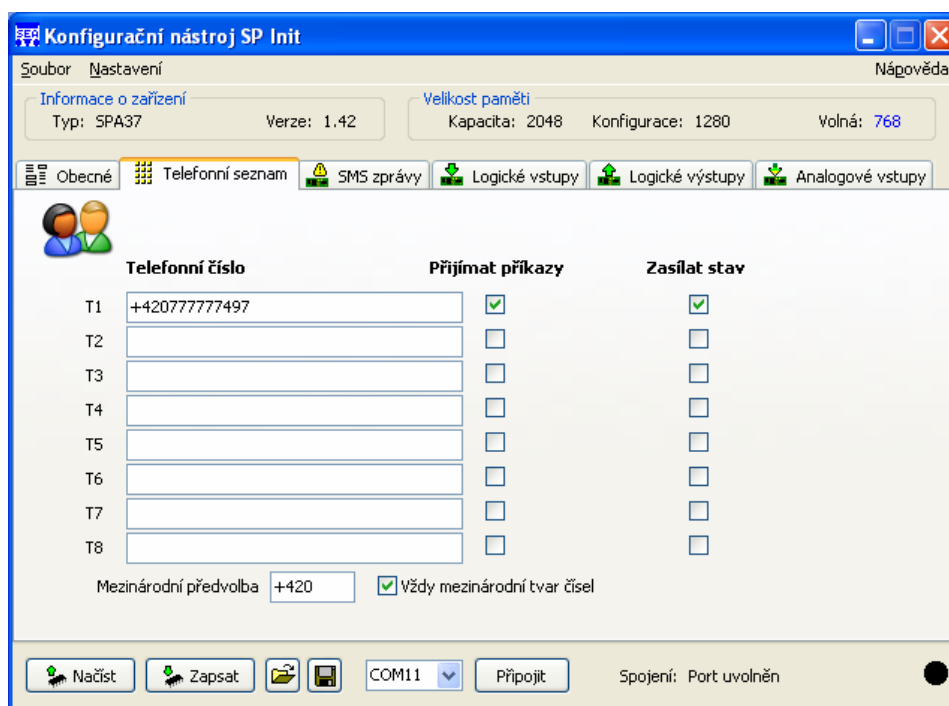 Konfigurační nástroj SP Init
Soubor Nastavení Nápověda
Informace o zařízení Velikost paměti
Typ: SPA37 Verze: 1.42 Kapacita: 2048 Konfigurace: 1280 Volná: 768
Obecné Telefonní seznam SMS zprávy Logické vstupy Logické výstupy Analogové vstupy
Telefonní číslo Přijímat příkazy Zasílat stav
T1 +420777777497
T2
T3
T4
T5
T6
T7
T8
Mezinárodní předvolba +420 Vždy mezinárodní tvar čísel
Načíst Zapsat COM11 Připojit Spojení: Port uvolněn